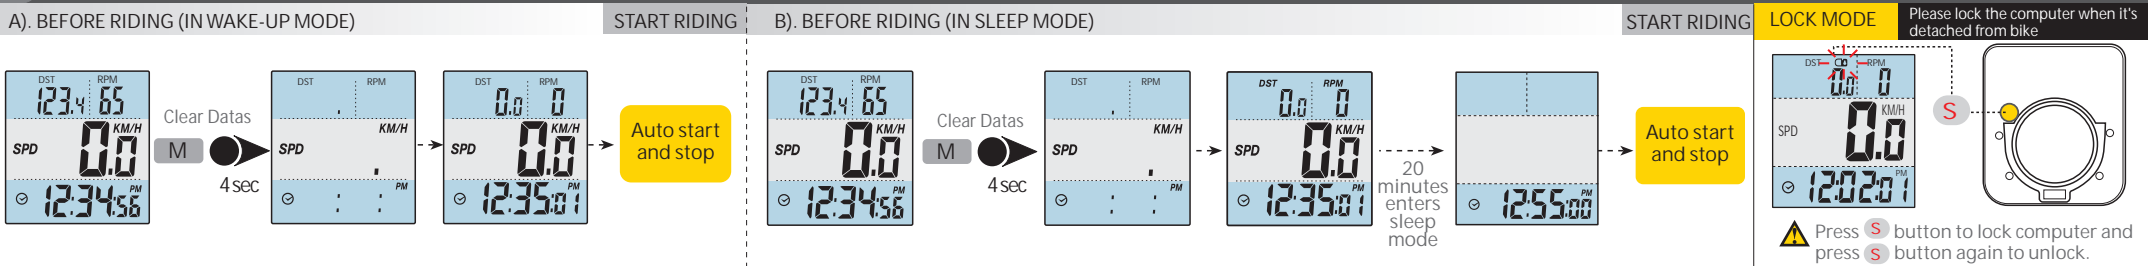 A). BEFORE RIDING (IN WAKE-UP MODE)
START RIDING
DST RPM
123.4 65
KM/H
SPD 0.0
PM
12:34:56
Clear Datas
M
4 sec
DST RPM
.
KM/H
SPD .
PM
: :
DST RPM
0.0 0
KM/H
SPD 0.0
PM
12:35:01
Auto start
and stop
B). BEFORE RIDING (IN SLEEP MODE)
START RIDING
DST RPM
123.4 65
KM/H
SPD 0.0
PM
12:34:56
Clear Datas
M
4 sec
DST RPM
.
KM/H
SPD .
PM
: :
DST RPM
0.0 0
KM/H
SPD 0.0
PM
12:35:01
20
minutes
enters
sleep
mode
PM
12:55:00
Auto start
and stop
LOCK MODE
Please lock the computer when it's
detached from bike
DST RPM
0.0 0
KM/H
SPD 0.0
PM
12:02:01
S
Press S button to lock computer and
press S button again to unlock.